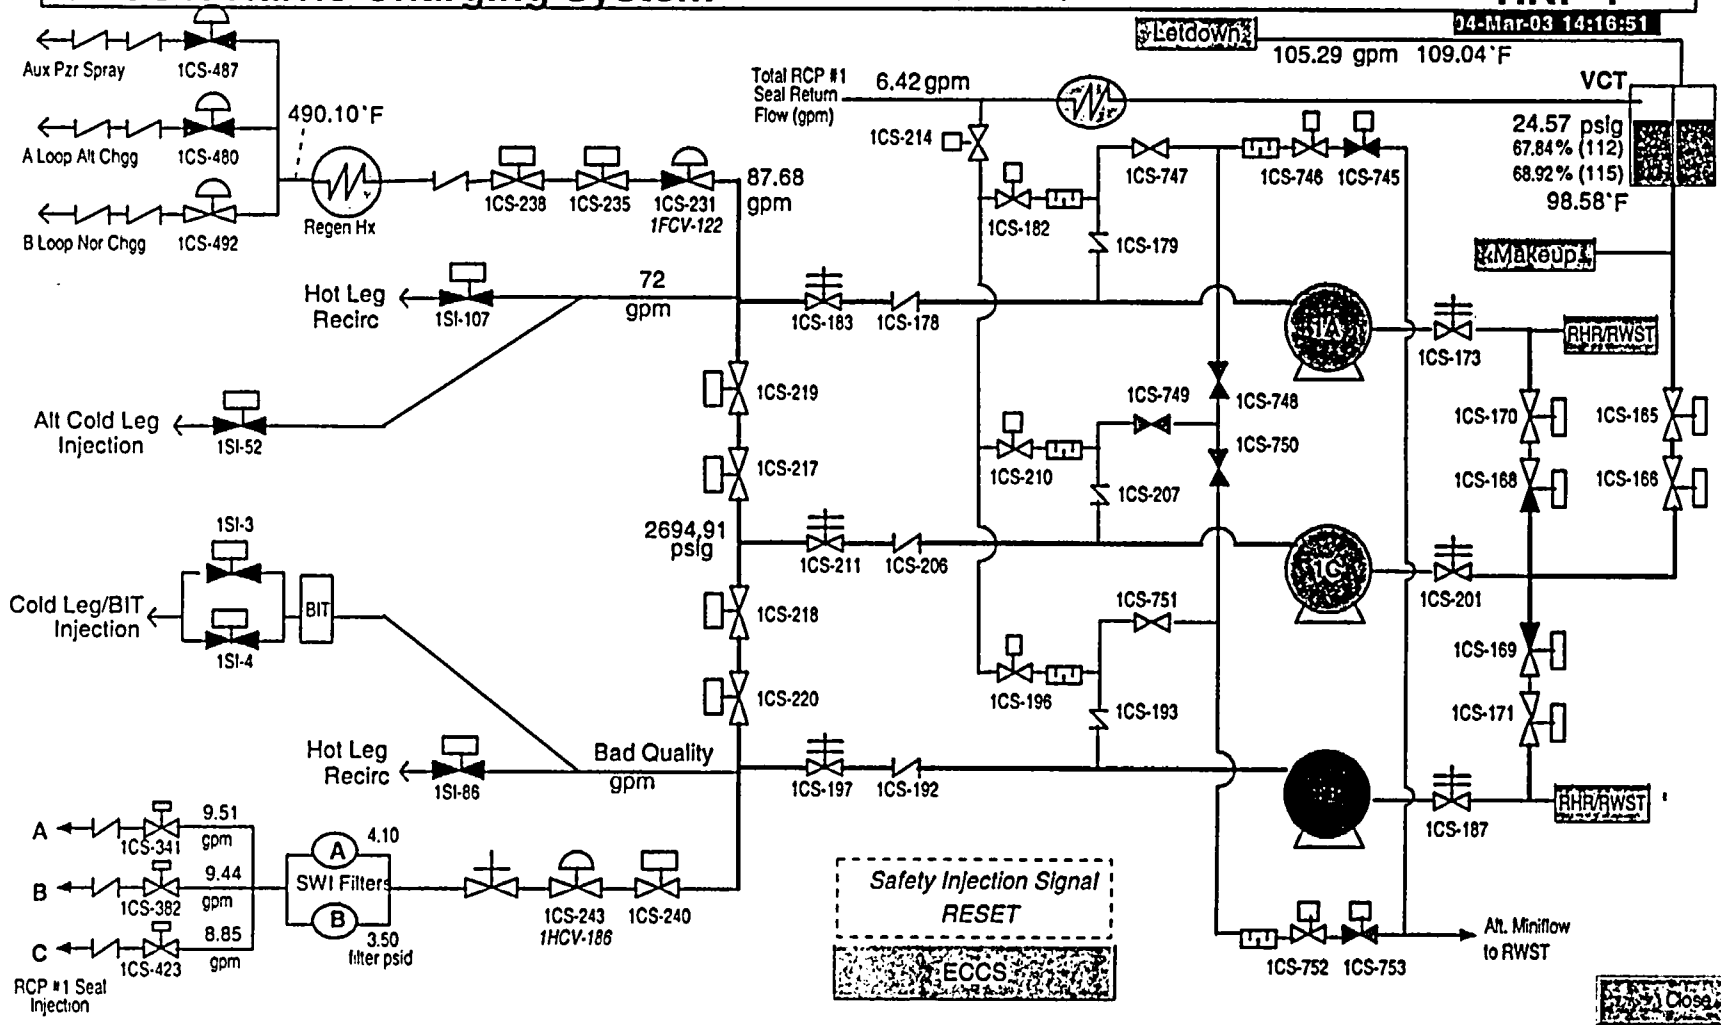 Charging System
04-Mar-03 14:16:51
Letdown
105.29 gpm 109.04°F
VCT
24.57 psig
67.84% (112)
68.92% (115)
98.58°F
Makeup
Aux Pzr Spray
1CS-487
A Loop Alt Chgg
1CS-480
B Loop Nor Chgg
1CS-492
490.10°F
Regen Hx
1CS-238
1CS-235
1CS-231
1FCV-122
87.68
gpm
Total RCP #1
Seal Return
Flow (gpm)
6.42 gpm
1CS-214
1CS-182
1CS-747
1CS-746
1CS-745
1CS-179
Hot Leg
Recirc
1SI-107
72
gpm
1CS-183
1CS-178
1A
1CS-173
RHR/RWST
Alt Cold Leg
Injection
1SI-52
1CS-219
1CS-217
1CS-749
1CS-748
1CS-750
1CS-210
1CS-207
1CS-170
1CS-168
1CS-165
1CS-166
2694.91
psig
1CS-211
1CS-206
1C
1CS-201
1SI-3
Cold Leg/BIT
Injection
1SI-4
BIT
1CS-218
1CS-220
1CS-751
1CS-196
1CS-193
1CS-169
1CS-171
Hot Leg
Recirc
1SI-86
Bad Quality
gpm
1CS-197
1CS-192
1CS-187
RHR/RWST
A
1CS-341
9.51
gpm
B
1CS-382
9.44
gpm
C
1CS-423
8.85
gpm
RCP #1 Seal
Injection
A
4.10
SWI Filters
B
3.50
filter psid
1CS-243
1HCV-186
1CS-240
Safety Injection Signal
RESET
ECCS
1CS-752
1CS-753
Alt. Miniflow
to RWST
Close